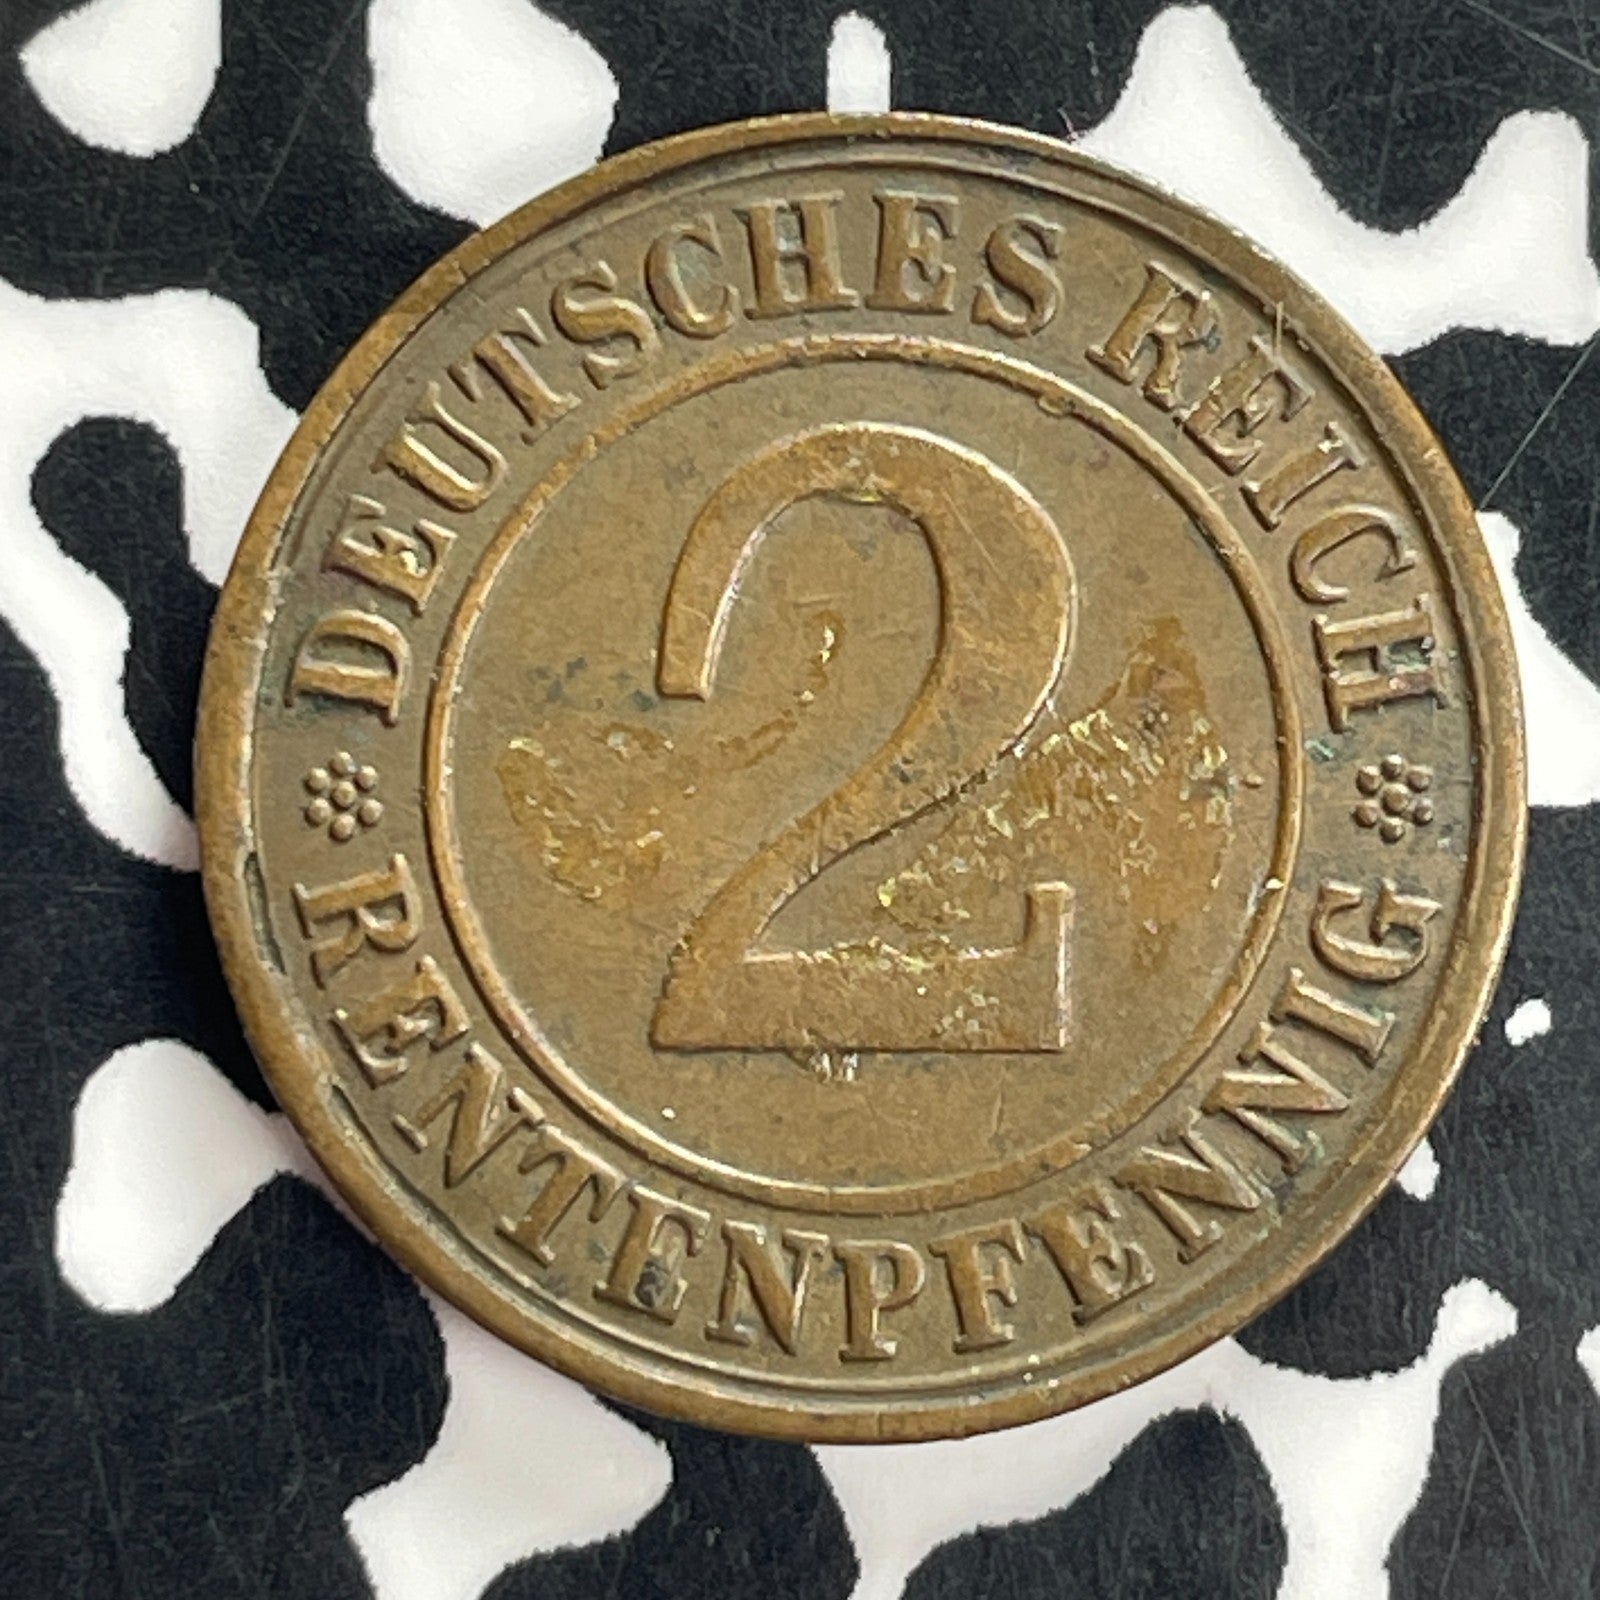 DEUTSCHES REICH
2
RENTENPFENNIG